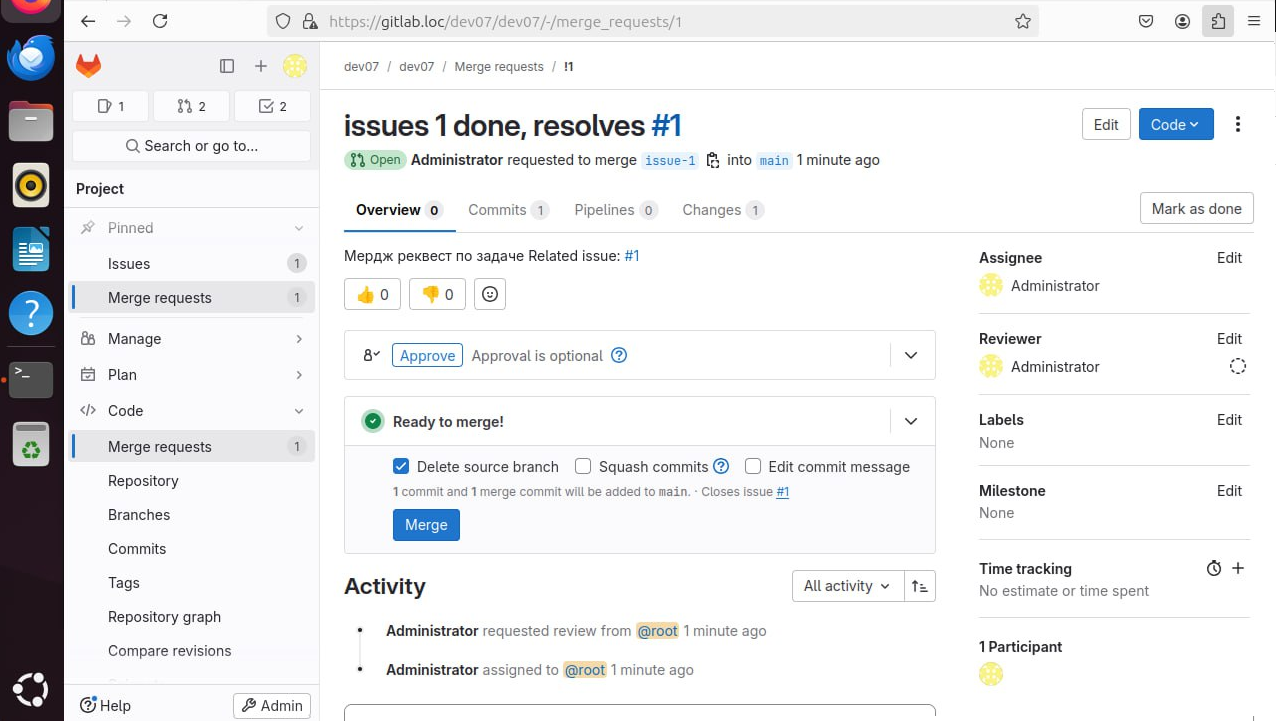 https://gitlab.loc/dev07/dev07/-/merge_requests/1
1
2
2
Search or go to...
Project
Pinned
Issues 1
Merge requests 1
Manage
Plan
Code
Merge requests 1
Repository
Branches
Commits
Tags
Repository graph
Compare revisions
Help
Admin
dev07 / dev07 / Merge requests / !1
issues 1 done, resolves #1
Edit
Code
Open Administrator requested to merge issue-1 into main 1 minute ago
Overview 0 Commits 1 Pipelines 0 Changes 1
Mark as done
Мердж реквест по задаче Related issue: #1
👍 0 👎 0
Approve Approval is optional ?
Ready to merge!
Delete source branch Squash commits ? Edit commit message
1 commit and 1 merge commit will be added to main. · Closes issue #1
Merge
Activity
All activity
Administrator requested review from @root 1 minute ago
Administrator assigned to @root 1 minute ago
Assignee Edit
Administrator
Reviewer Edit
Administrator
Labels Edit
None
Milestone Edit
None
Time tracking
No estimate or time spent
1 Participant